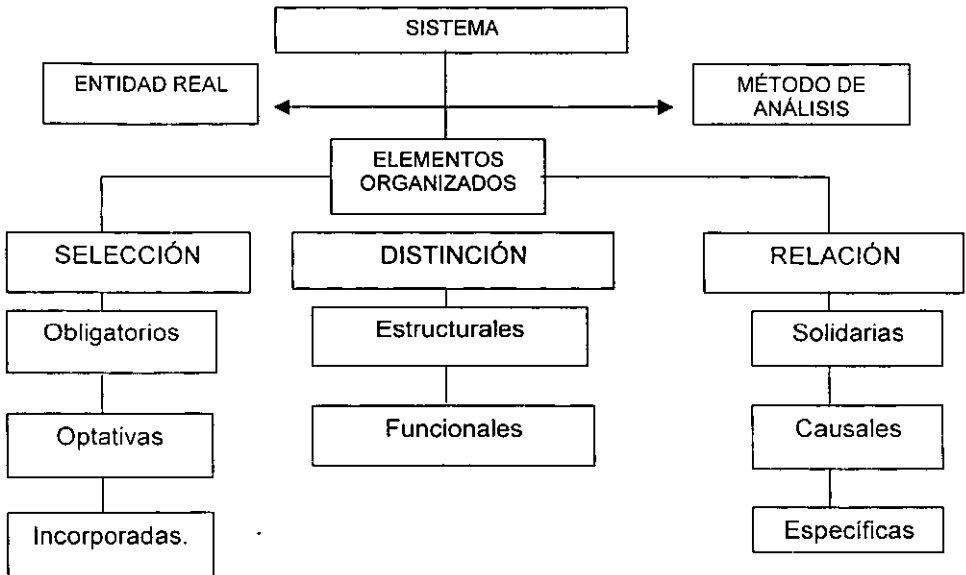 SISTEMA
ENTIDAD REAL
MÉTODO DE
ANÁLISIS
ELEMENTOS
ORGANIZADOS
SELECCIÓN
DISTINCIÓN
RELACIÓN
Obligatorios
Estructurales
Solidarias
Optativas
Funcionales
Causales
Incorporadas.
Específicas